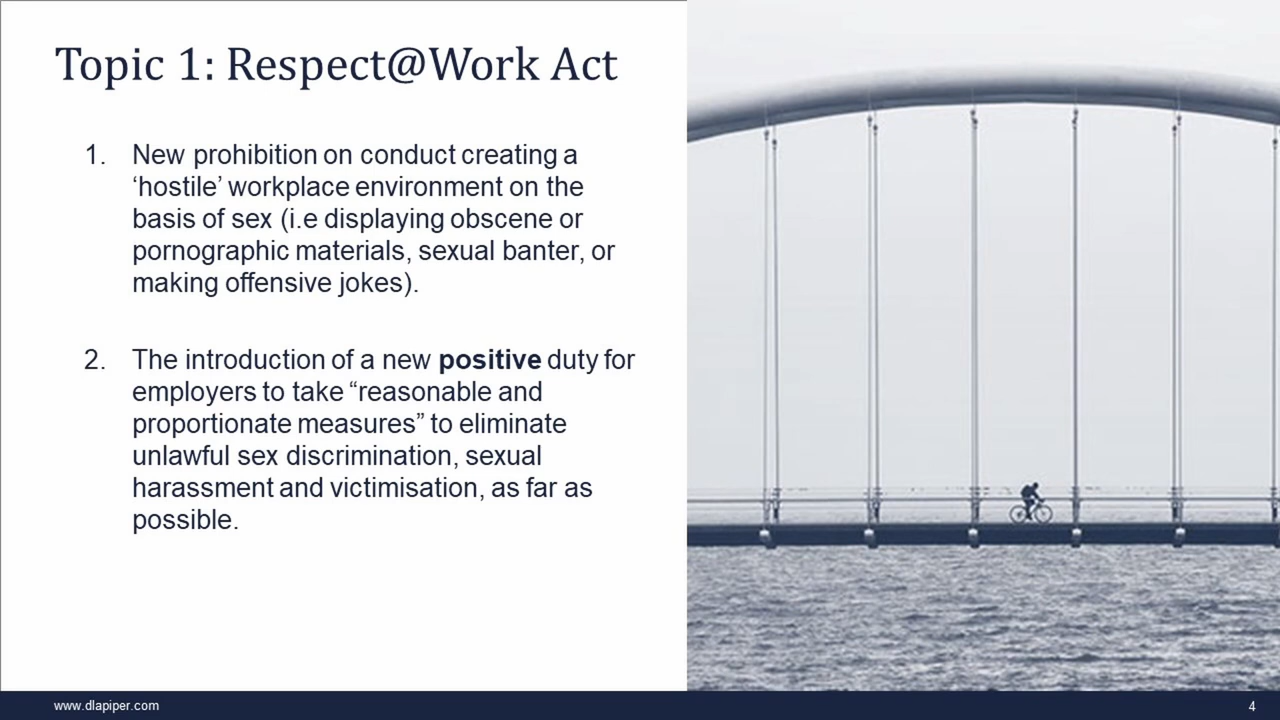 Topic 1: Respect@Work Act
1. New prohibition on conduct creating a
‘hostile’ workplace environment on the
basis of sex (i.e displaying obscene or
pornographic materials, sexual banter, or
making offensive jokes).
2. The introduction of a new positive duty for
employers to take “reasonable and
proportionate measures” to eliminate
unlawful sex discrimination, sexual
harassment and victimisation, as far as
possible.
www.dlapiper.com
4